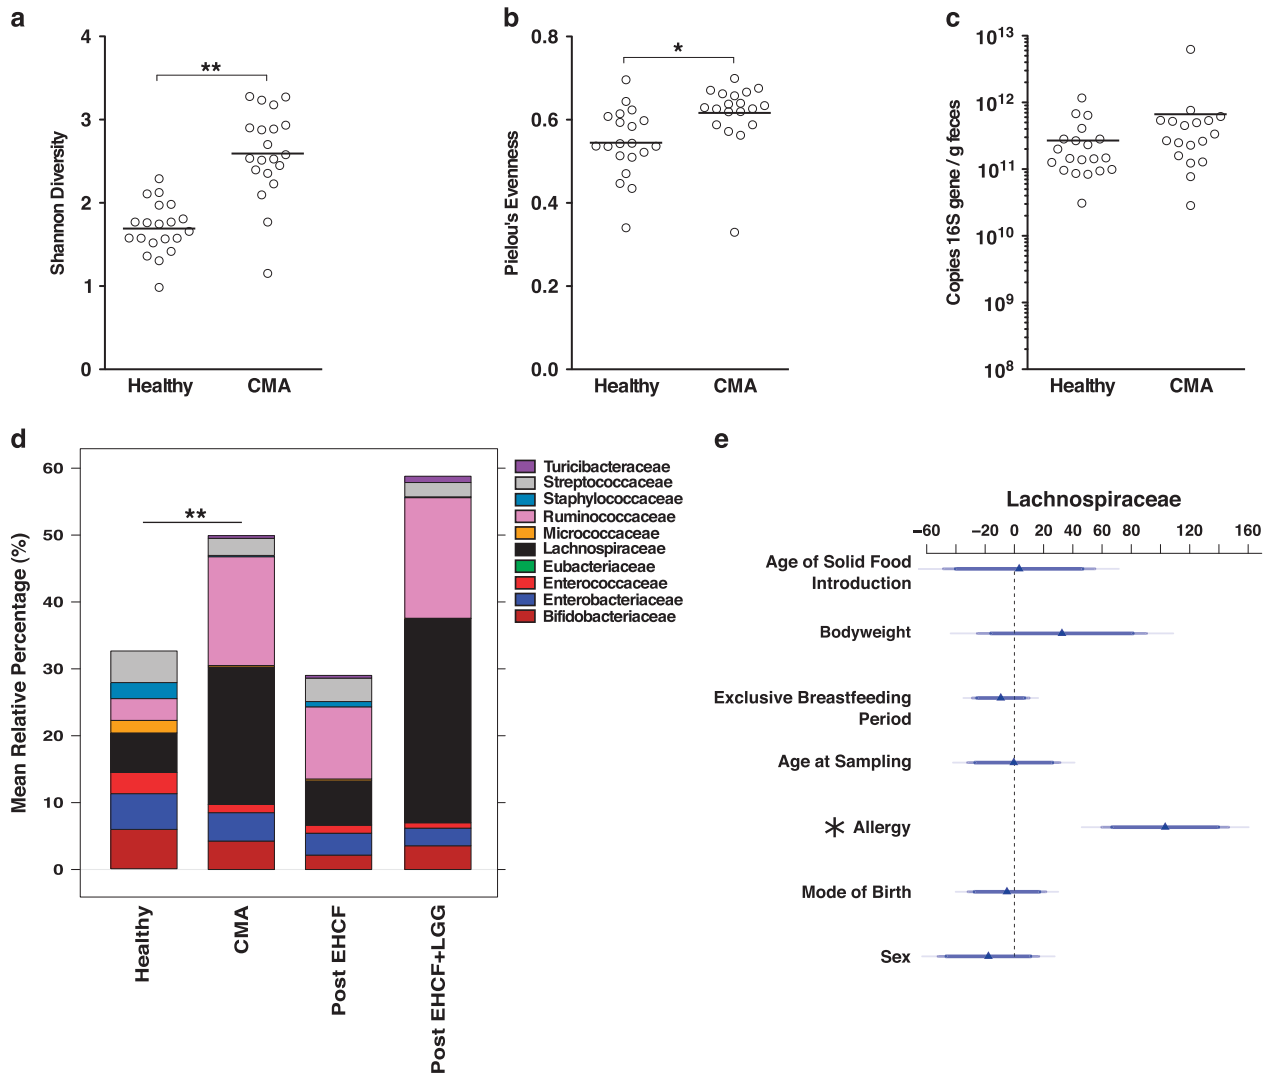 a
b
c
4
3
2
1
0
Shannon Diversity
**
Healthy
CMA
0.8
0.6
0.4
0.2
0.0
Pielou's Evenness
*
Healthy
CMA
10^13
10^12
10^11
10^10
10^9
10^8
Copies 16S gene / g feces
Healthy
CMA
d
60
50
40
30
20
10
0
Mean Relative Percentage (%)
**
Healthy
CMA
Post EHCF
Post EHCF+LGG
Turicibacteraceae
Streptococcaceae
Staphylococcaceae
Ruminococcaceae
Micrococcaceae
Lachnospiraceae
Eubacteriaceae
Enterococcaceae
Enterobacteriaceae
Bifidobacteriaceae
e
Lachnospiraceae
−60 −20 0 20 40 60 80 120 160
Age of Solid Food
Introduction
Bodyweight
Exclusive Breastfeeding
Period
Age at Sampling
* Allergy
Mode of Birth
Sex